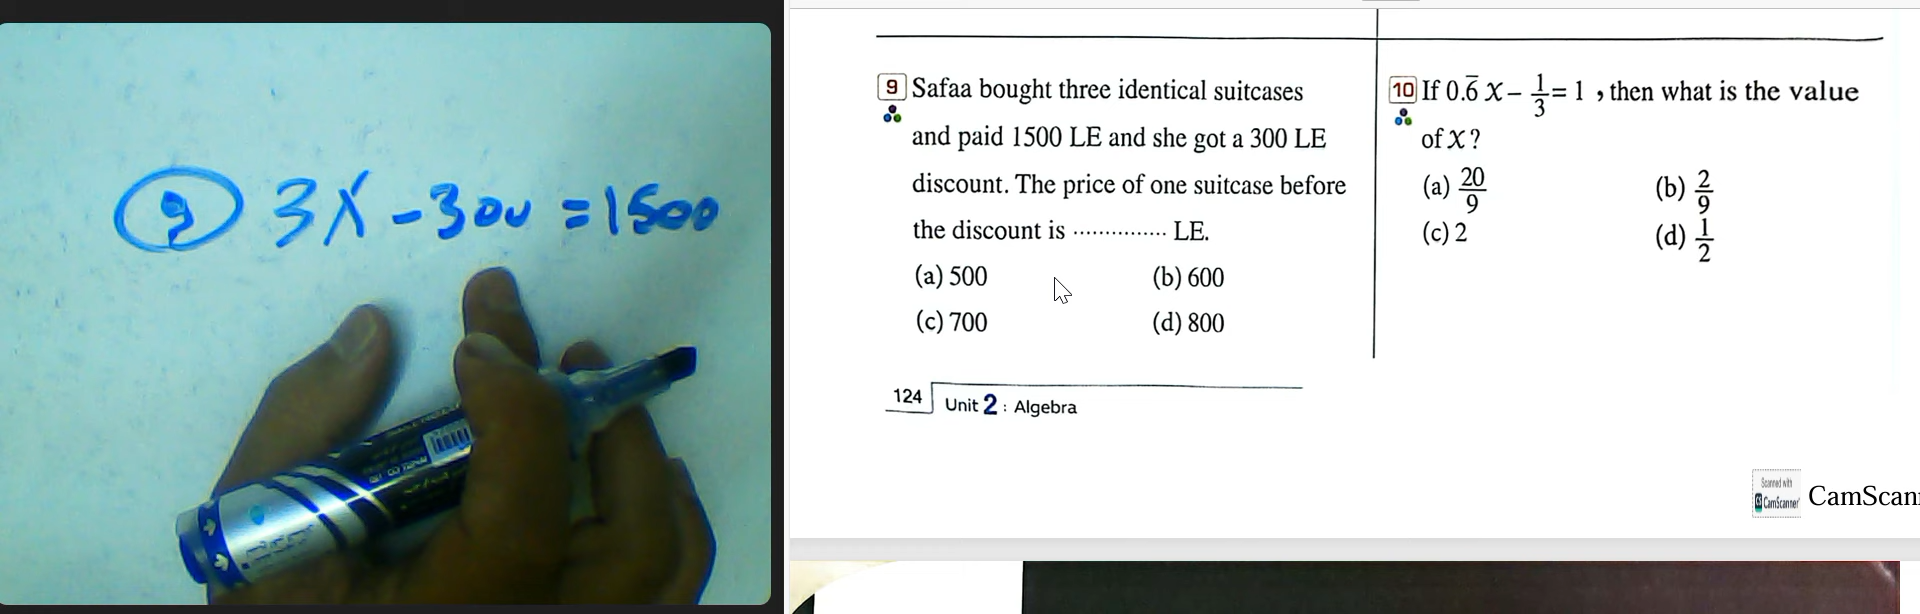 9 3X - 300 = 1500
9 Safaa bought three identical suitcases
and paid 1500 LE and she got a 300 LE
discount. The price of one suitcase before
the discount is ............... LE.
(a) 500 (b) 600
(c) 700 (d) 800
10 If 0.6̅ x − 1/3 = 1 , then what is the value
of x ?
(a) 20/9 (b) 2/9
(c) 2 (d) 1/2
124 Unit 2 : Algebra
Scanned with
CamScanner
CamScan